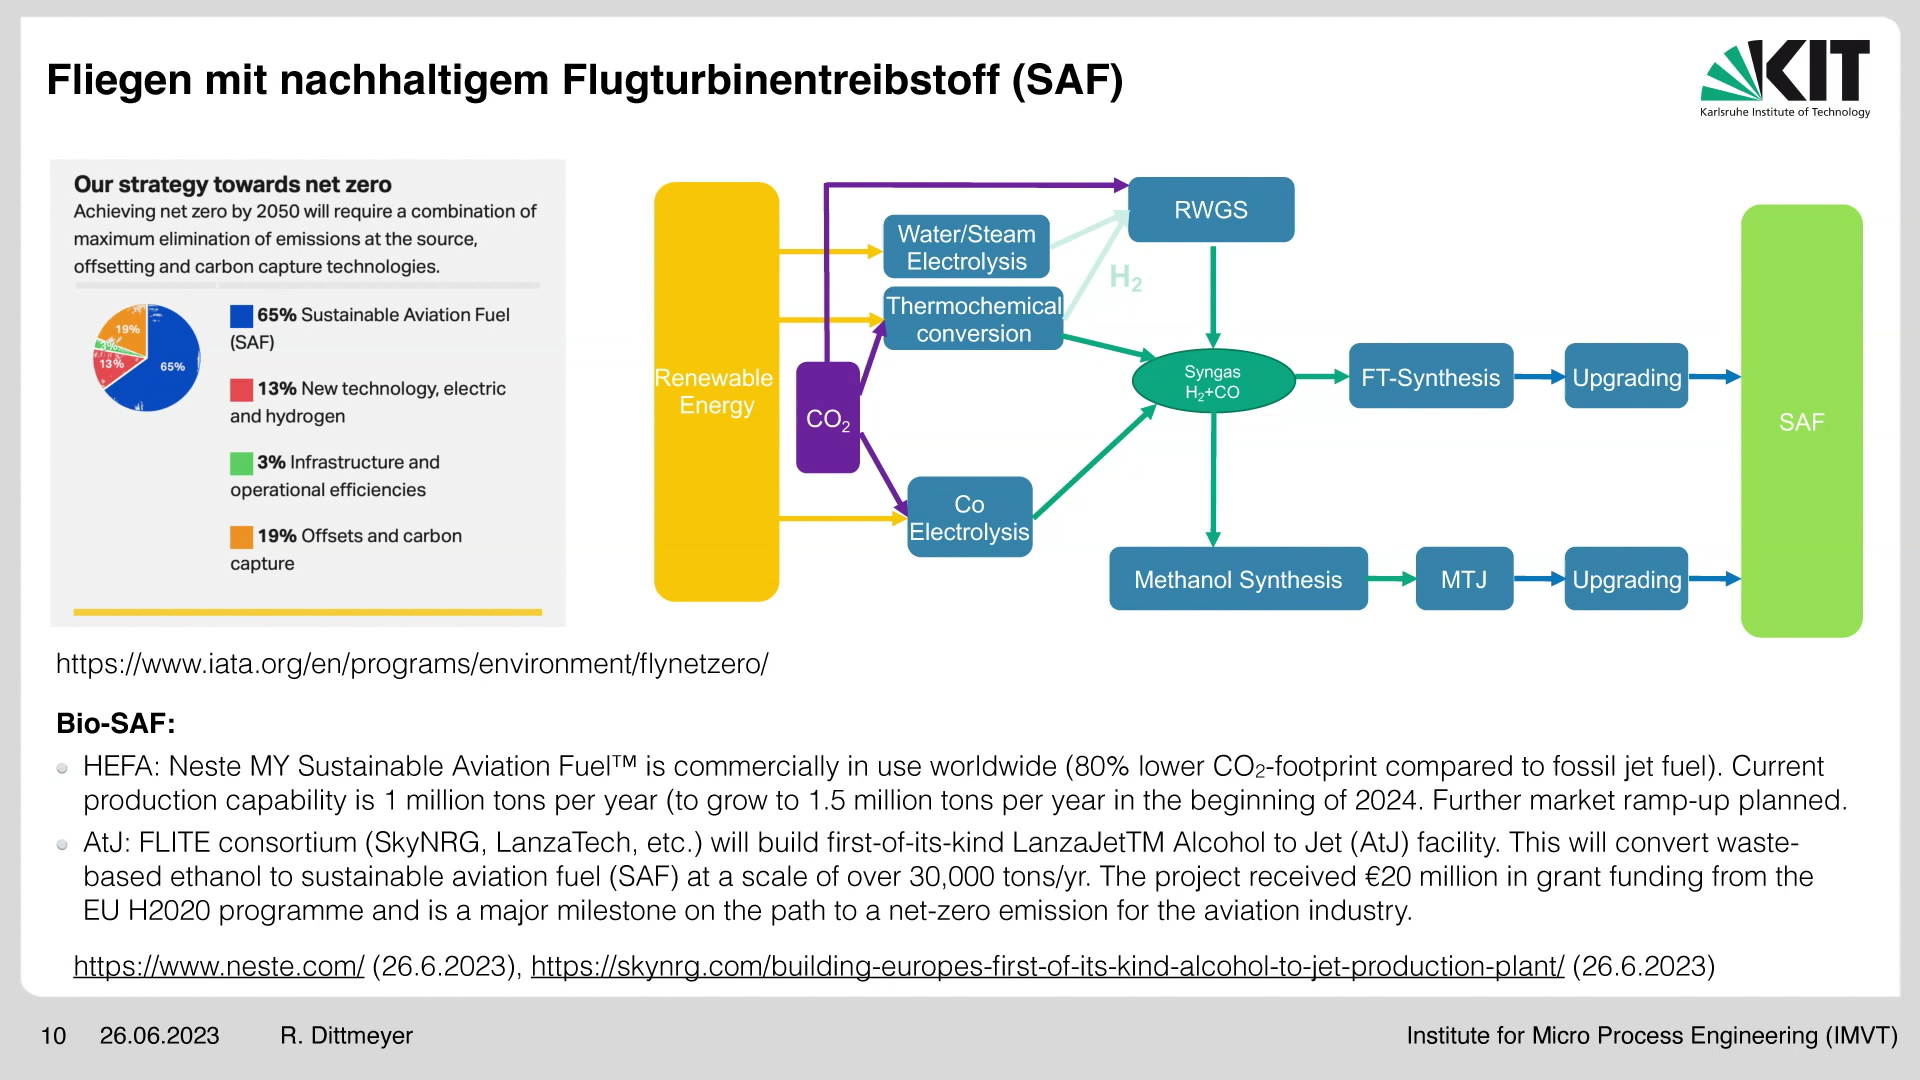 Fliegen mit nachhaltigem Flugturbinentreibstoff (SAF)
KIT
Karlsruhe Institute of Technology
Our strategy towards net zero
Achieving net zero by 2050 will require a combination of
maximum elimination of emissions at the source,
offsetting and carbon capture technologies.
19%
3%
13%
65%
65% Sustainable Aviation Fuel
(SAF)
13% New technology, electric
and hydrogen
3% Infrastructure and
operational efficiencies
19% Offsets and carbon
capture
Renewable
Energy
CO₂
Water/Steam
Electrolysis
Thermochemical
conversion
Co
Electrolysis
H₂
RWGS
Syngas
H₂+CO
FT-Synthesis
Upgrading
Methanol Synthesis
MTJ
Upgrading
SAF
https://www.iata.org/en/programs/environment/flynetzero/
Bio-SAF:
HEFA: Neste MY Sustainable Aviation Fuel™ is commercially in use worldwide (80% lower CO₂-footprint compared to fossil jet fuel). Current
production capability is 1 million tons per year (to grow to 1.5 million tons per year in the beginning of 2024. Further market ramp-up planned.
AtJ: FLITE consortium (SkyNRG, LanzaTech, etc.) will build first-of-its-kind LanzaJetTM Alcohol to Jet (AtJ) facility. This will convert waste-
based ethanol to sustainable aviation fuel (SAF) at a scale of over 30,000 tons/yr. The project received €20 million in grant funding from the
EU H2020 programme and is a major milestone on the path to a net-zero emission for the aviation industry.
https://www.neste.com/ (26.6.2023), https://skynrg.com/building-europes-first-of-its-kind-alcohol-to-jet-production-plant/ (26.6.2023)
10 26.06.2023 R. Dittmeyer Institute for Micro Process Engineering (IMVT)